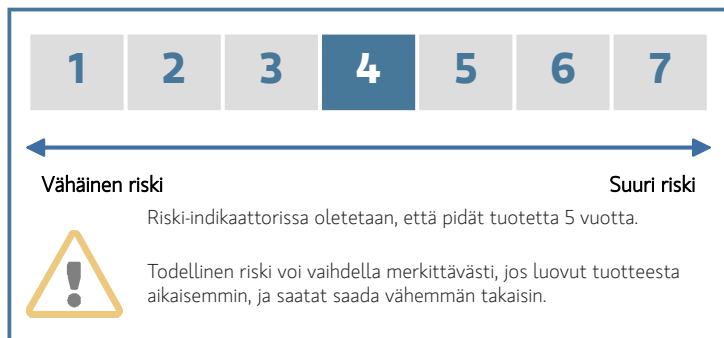 1 2 3 4 5 6 7
Vähäinen riski Suuri riski
Riski-indikaattorissa oletetaan, että pidät tuotetta 5 vuotta.
Todellinen riski voi vaihdella merkittävästi, jos luovut tuotteesta
aikaisemmin, ja saatat saada vähemmän takaisin.